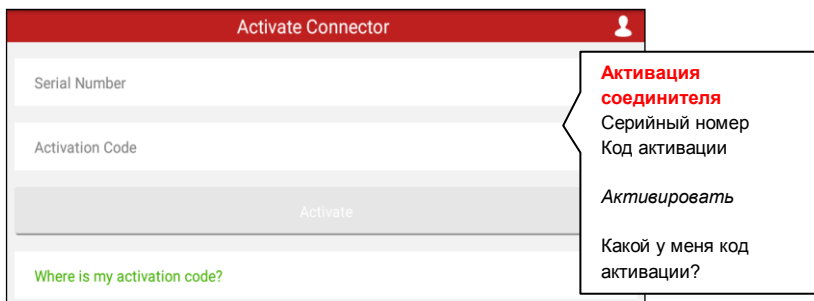 Activate Connector
Serial Number
Activation Code
Activate
Where is my activation code?
Активация
соединителя
Серийный номер
Код активации
Активировать
Какой у меня код
активации?